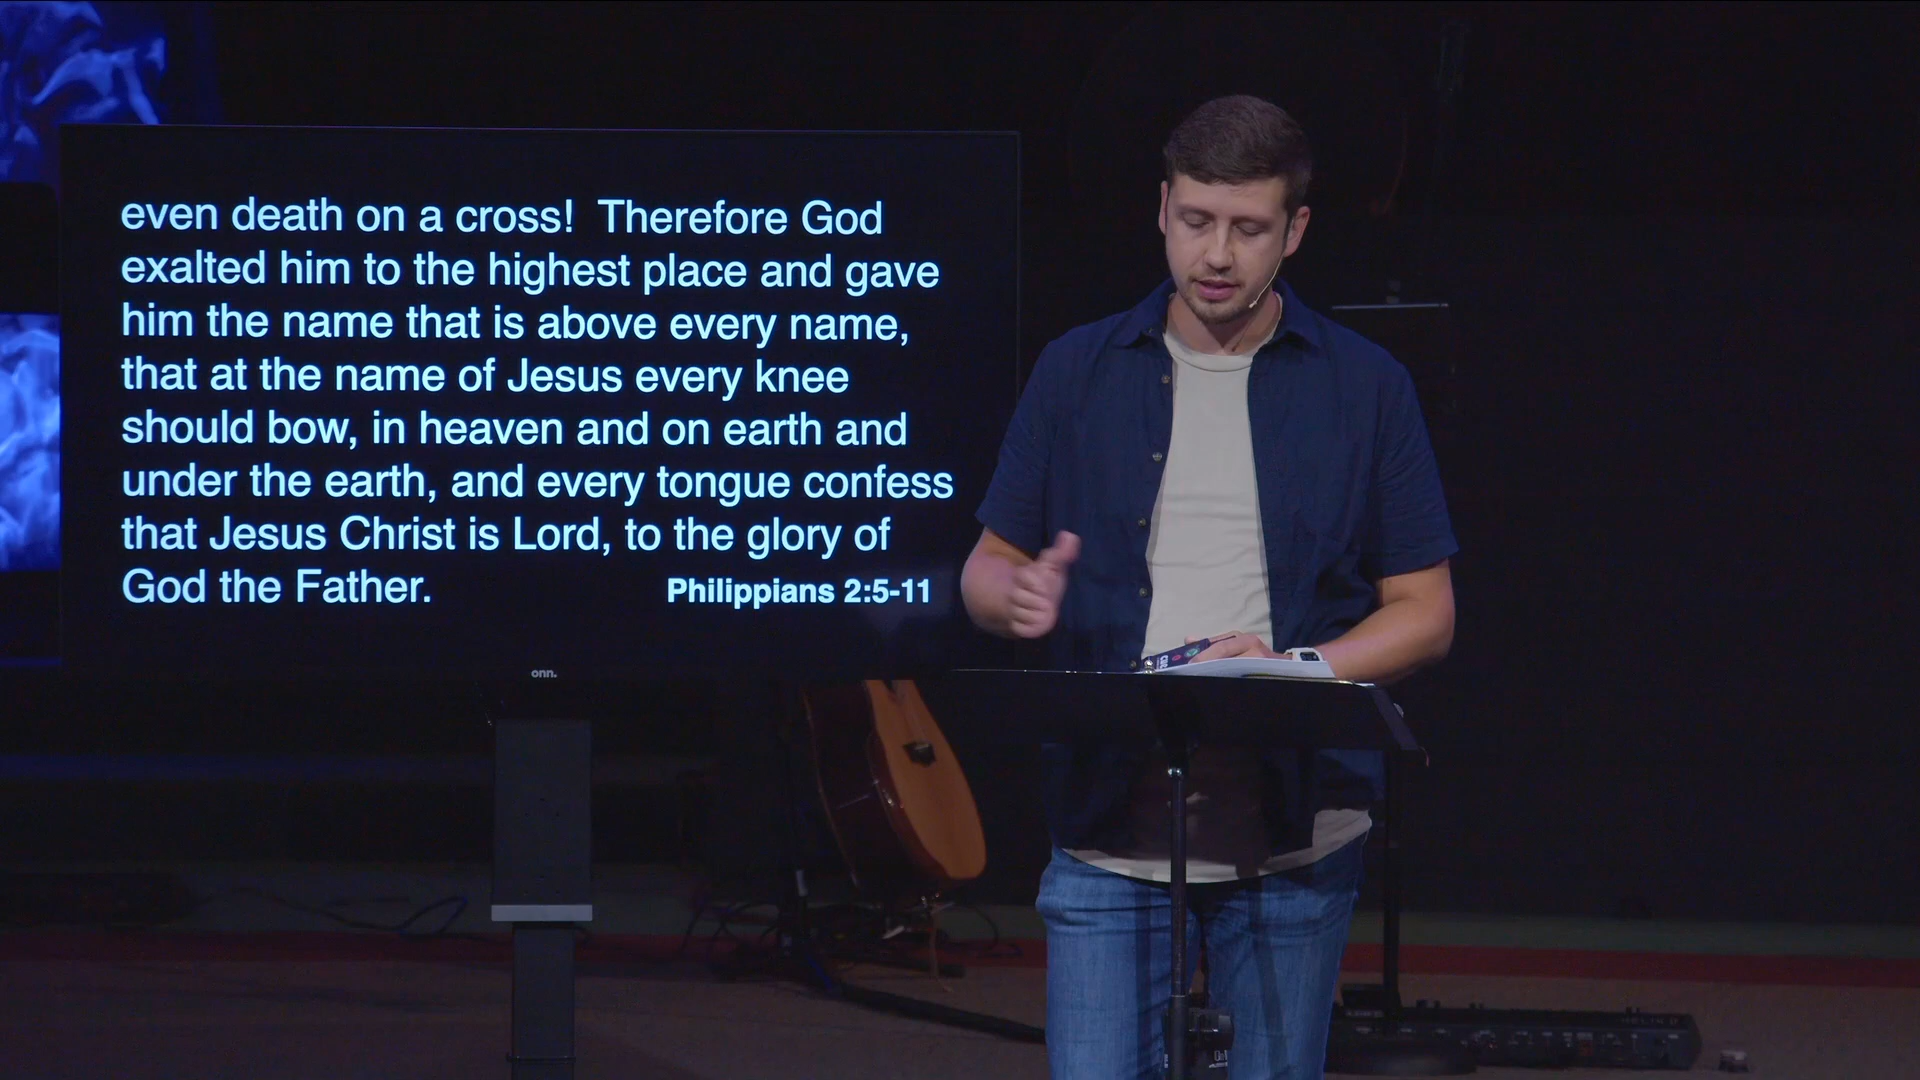 even death on a cross!  Therefore God
exalted him to the highest place and gave
him the name that is above every name,
that at the name of Jesus every knee
should bow, in heaven and on earth and
under the earth, and every tongue confess
that Jesus Christ is Lord, to the glory of
God the Father.
Philippians 2:5-11
onn.